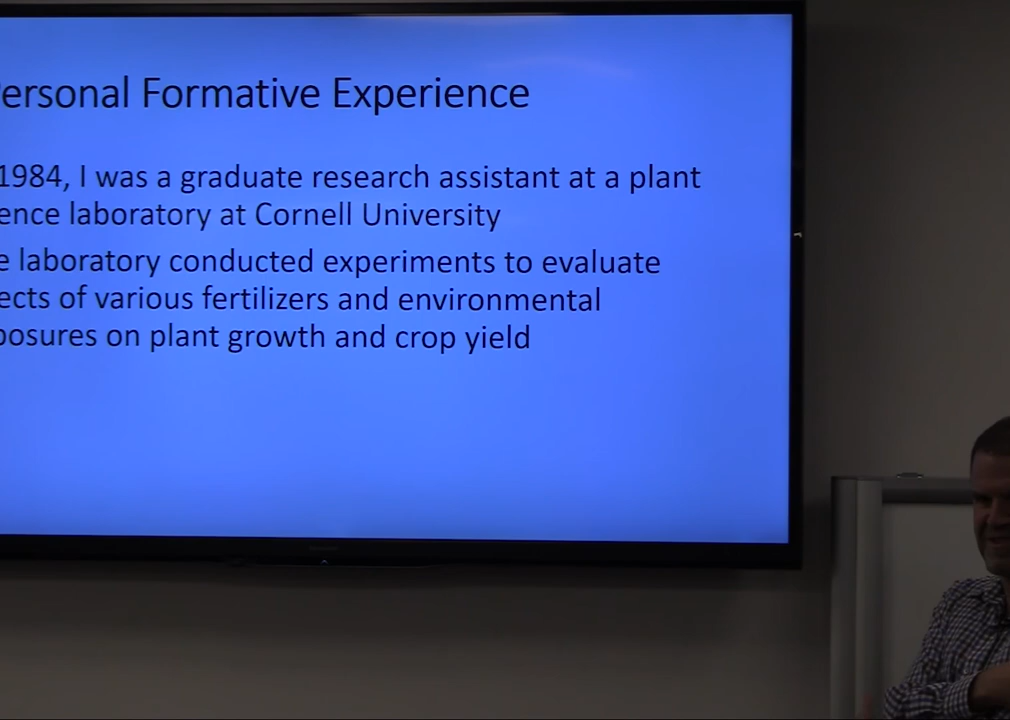 ersonal Formative Experience
1984, I was a graduate research assistant at a plant
ence laboratory at Cornell University
e laboratory conducted experiments to evaluate
ects of various fertilizers and environmental
posures on plant growth and crop yield